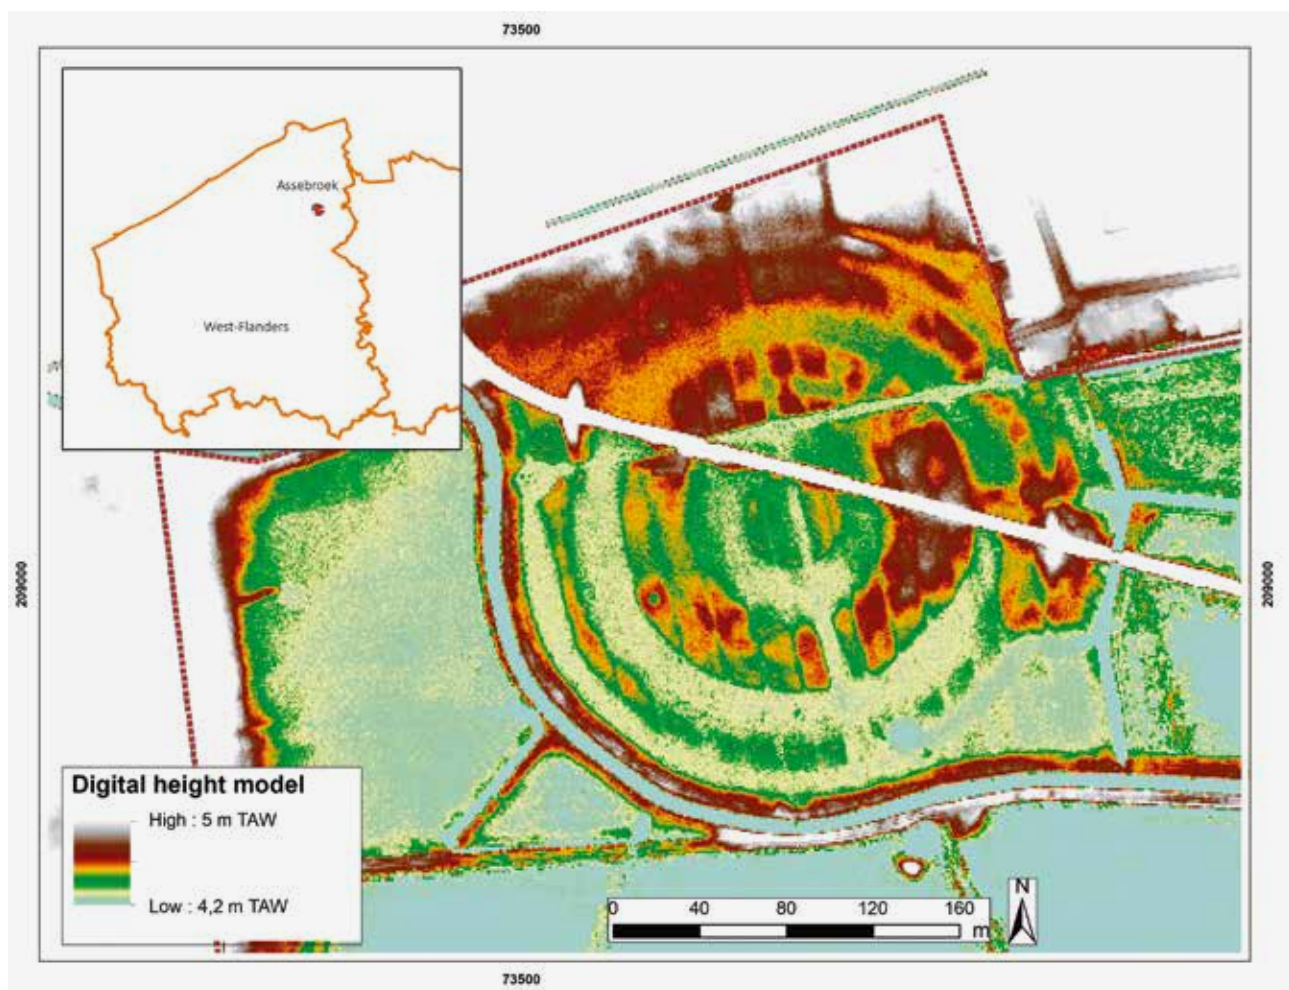 73500
Assebroek
West-Flanders
209000
209000
Digital height model
High : 5 m TAW
Low : 4,2 m TAW
0 40 80 120 160
m
N
73500